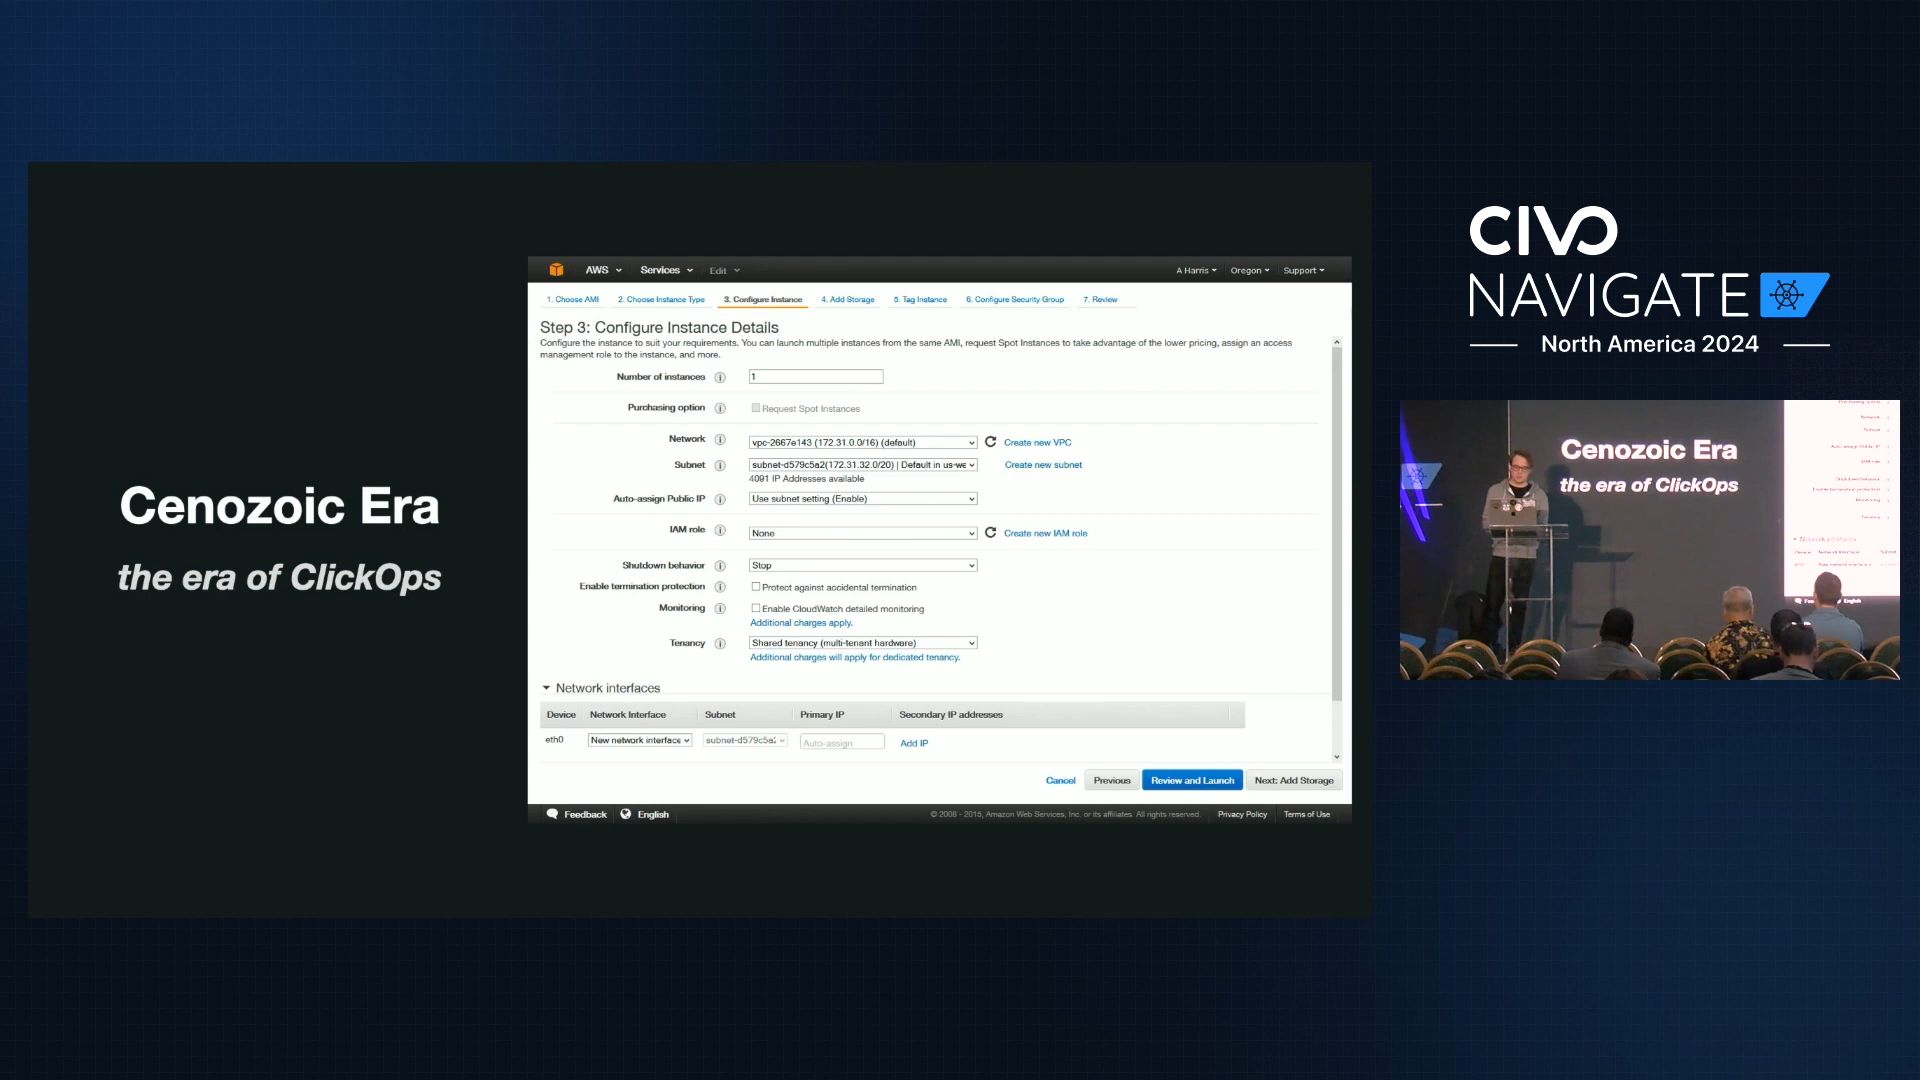 Cenozoic Era
the era of ClickOps
AWS Services Edit A Harris Oregon Support
1. Choose AMI 2. Choose Instance Type 3. Configure Instance 4. Add Storage 5. Tag Instance 6. Configure Security Group 7. Review
Step 3: Configure Instance Details
Configure the instance to suit your requirements. You can launch multiple instances from the same AMI, request Spot Instances to take advantage of the lower pricing, assign an access
management role to the instance, and more.
Number of instances 1
Purchasing option Request Spot Instances
Network vpc-2667e143 (172.31.0.0/16) (default) Create new VPC
Subnet subnet-d579c5a2(172.31.32.0/20) | Default in us-we Create new subnet
4091 IP Addresses available
Auto-assign Public IP Use subnet setting (Enable)
IAM role None Create new IAM role
Shutdown behavior Stop
Enable termination protection Protect against accidental termination
Monitoring Enable CloudWatch detailed monitoring
Additional charges apply.
Tenancy Shared tenancy (multi-tenant hardware)
Additional charges will apply for dedicated tenancy.
Network interfaces
Device Network Interface Subnet Primary IP Secondary IP addresses
eth0 New network interface subnet-d579c5a2 Auto-assign Add IP
Cancel Previous Review and Launch Next: Add Storage
Feedback English © 2008 - 2015, Amazon Web Services, Inc. or its affiliates. All rights reserved. Privacy Policy Terms of Use
CIVO
NAVIGATE
North America 2024
Cenozoic Era
the era of ClickOps